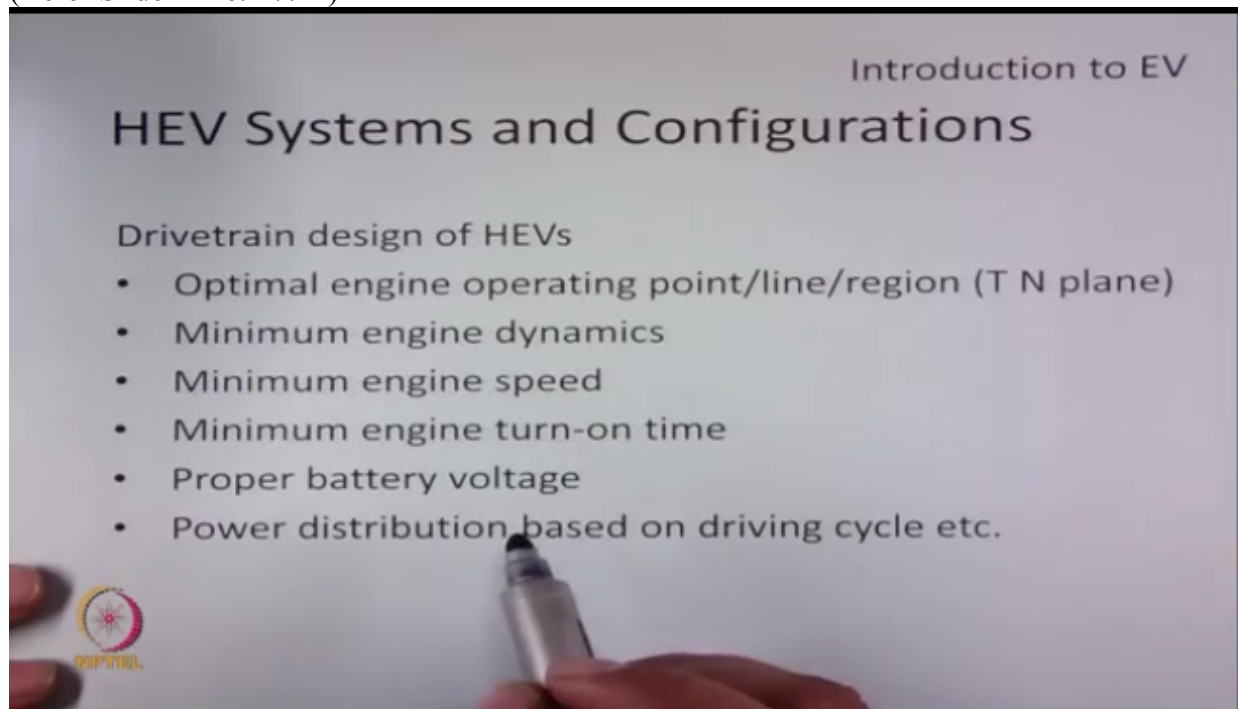 Introduction to EV
HEV Systems and Configurations
Drivetrain design of HEVs
• Optimal engine operating point/line/region (T N plane)
• Minimum engine dynamics
• Minimum engine speed
• Minimum engine turn-on time
• Proper battery voltage
• Power distribution based on driving cycle etc.
NPTEL